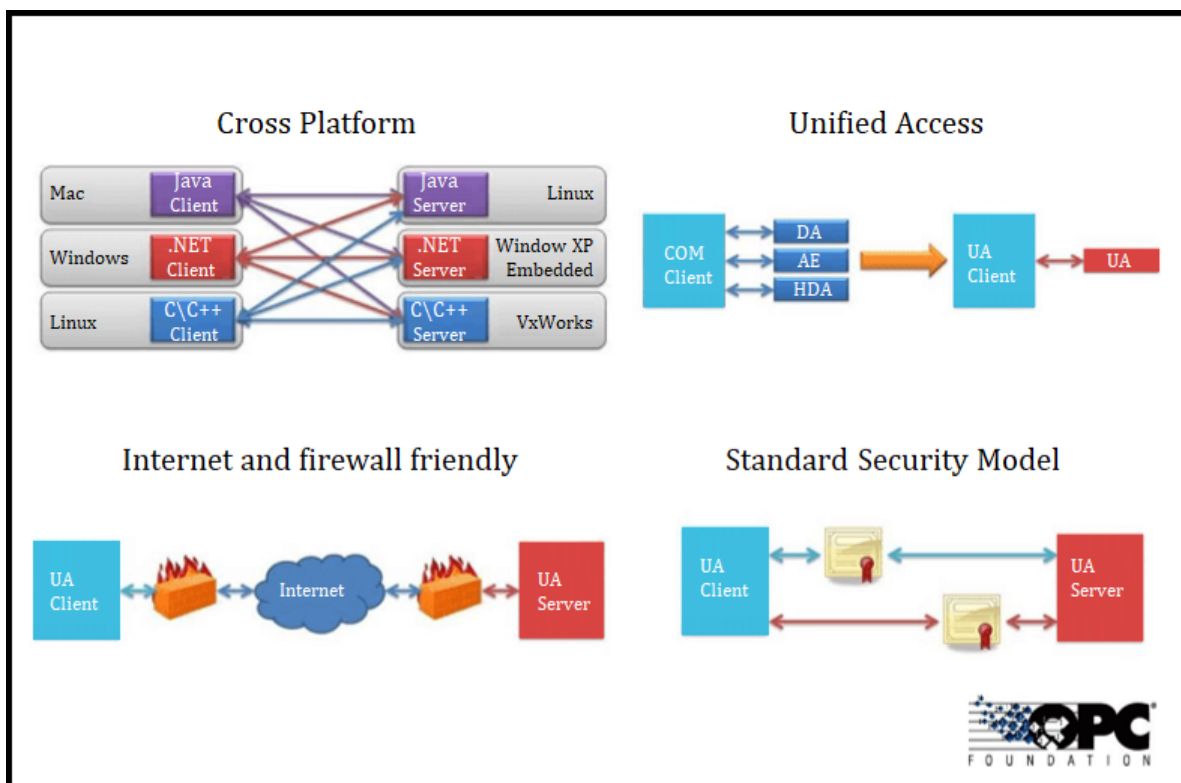 Cross Platform
Mac
Java
Client
Java
Server
Linux
Windows
.NET
Client
.NET
Server
Window XP
Embedded
Linux
C\C++
Client
C\C++
Server
VxWorks
Unified Access
COM
Client
DA
AE
HDA
UA
Client
UA
Internet and firewall friendly
UA
Client
Internet
UA
Server
Standard Security Model
UA
Client
UA
Server
OPC®
FOUNDATION